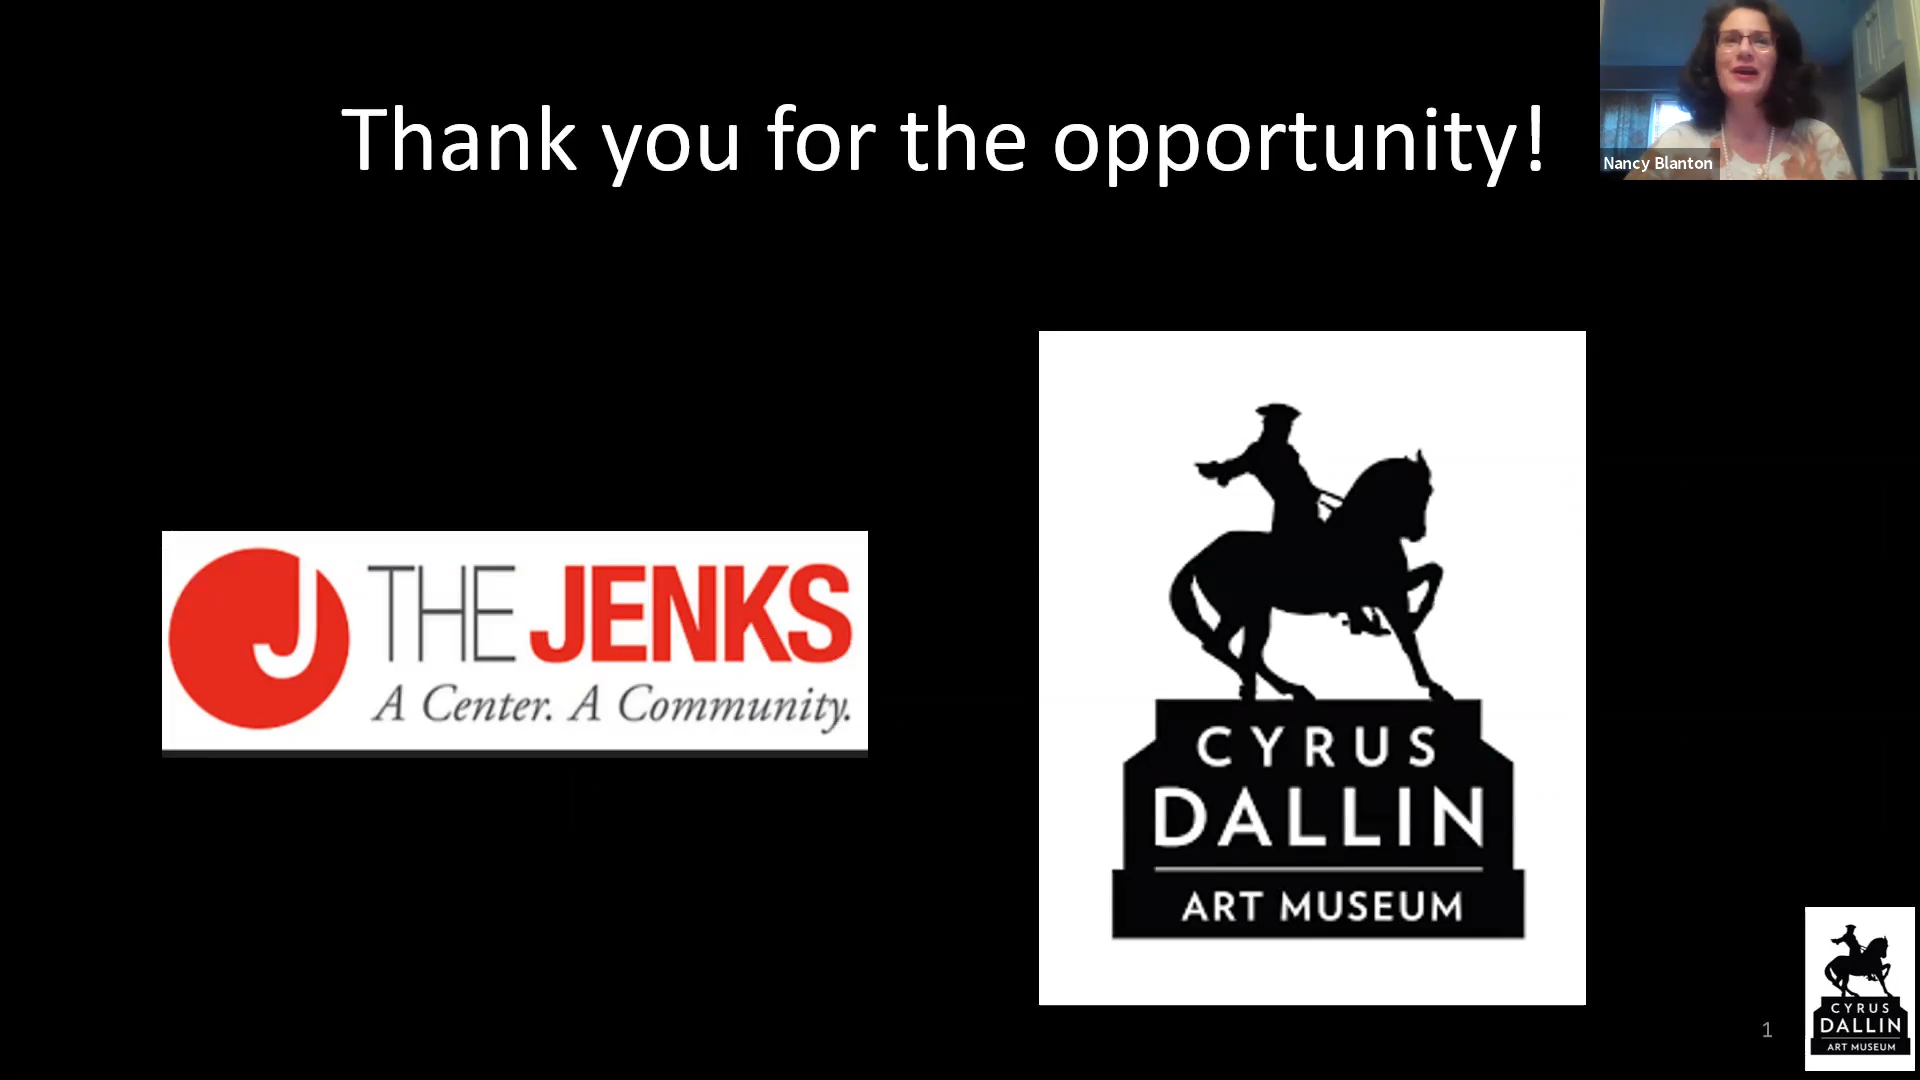 Thank you for the opportunity!
Nancy Blanton
J THE JENKS
A Center. A Community.
CYRUS
DALLIN
ART MUSEUM
1
CYRUS
DALLIN
ART MUSEUM